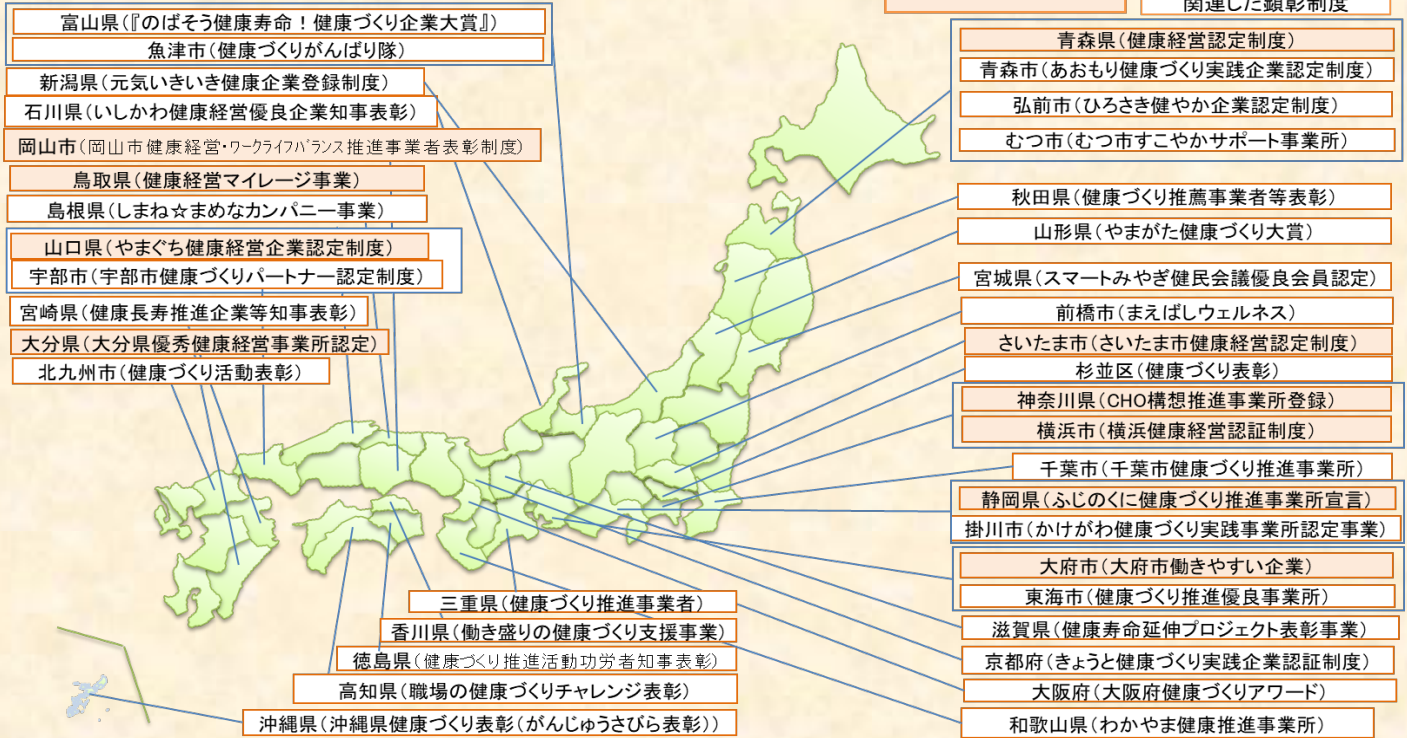 関連した顕彰制度
富山県(『のばそう健康寿命!健康づくり企業大賞』)
魚津市(健康づくりがんばり隊)
新潟県(元気いきいき健康企業登録制度)
石川県(いしかわ健康経営優良企業知事表彰)
岡山市(岡山市健康経営・ワークライフバランス推進事業者表彰制度)
鳥取県(健康経営マイレージ事業)
島根県(しまね☆まめなカンパニー事業)
山口県(やまぐち健康経営企業認定制度)
宇部市(宇部市健康づくりパートナー認定制度)
宮崎県(健康長寿推進企業等知事表彰)
大分県(大分県優秀健康経営事業所認定)
北九州市(健康づくり活動表彰)
青森県(健康経営認定制度)
青森市(あおもり健康づくり実践企業認定制度)
弘前市(ひろさき健やか企業認定制度)
むつ市(むつ市すこやかサポート事業所)
秋田県(健康づくり推薦事業者等表彰)
山形県(やまがた健康づくり大賞)
宮城県(スマートみやぎ健民会議優良会員認定)
前橋市(まえばしウェルネス)
さいたま市(さいたま市健康経営認定制度)
杉並区(健康づくり表彰)
神奈川県(CHO構想推進事業所登録)
横浜市(横浜健康経営認証制度)
千葉市(千葉市健康づくり推進事業所)
静岡県(ふじのくに健康づくり推進事業所宣言)
掛川市(かけがわ健康づくり実践事業所認定事業)
大府市(大府市働きやすい企業)
東海市(健康づくり推進優良事業所)
滋賀県(健康寿命延伸プロジェクト表彰事業)
京都府(きょうと健康づくり実践企業認証制度)
大阪府(大阪府健康づくりアワード)
和歌山県(わかやま健康推進事業所)
三重県(健康づくり推進事業者)
香川県(働き盛りの健康づくり支援事業)
徳島県(健康づくり推進活動功労者知事表彰)
高知県(職場の健康づくりチャレンジ表彰)
沖縄県(沖縄県健康づくり表彰(がんじゅうさびら表彰))